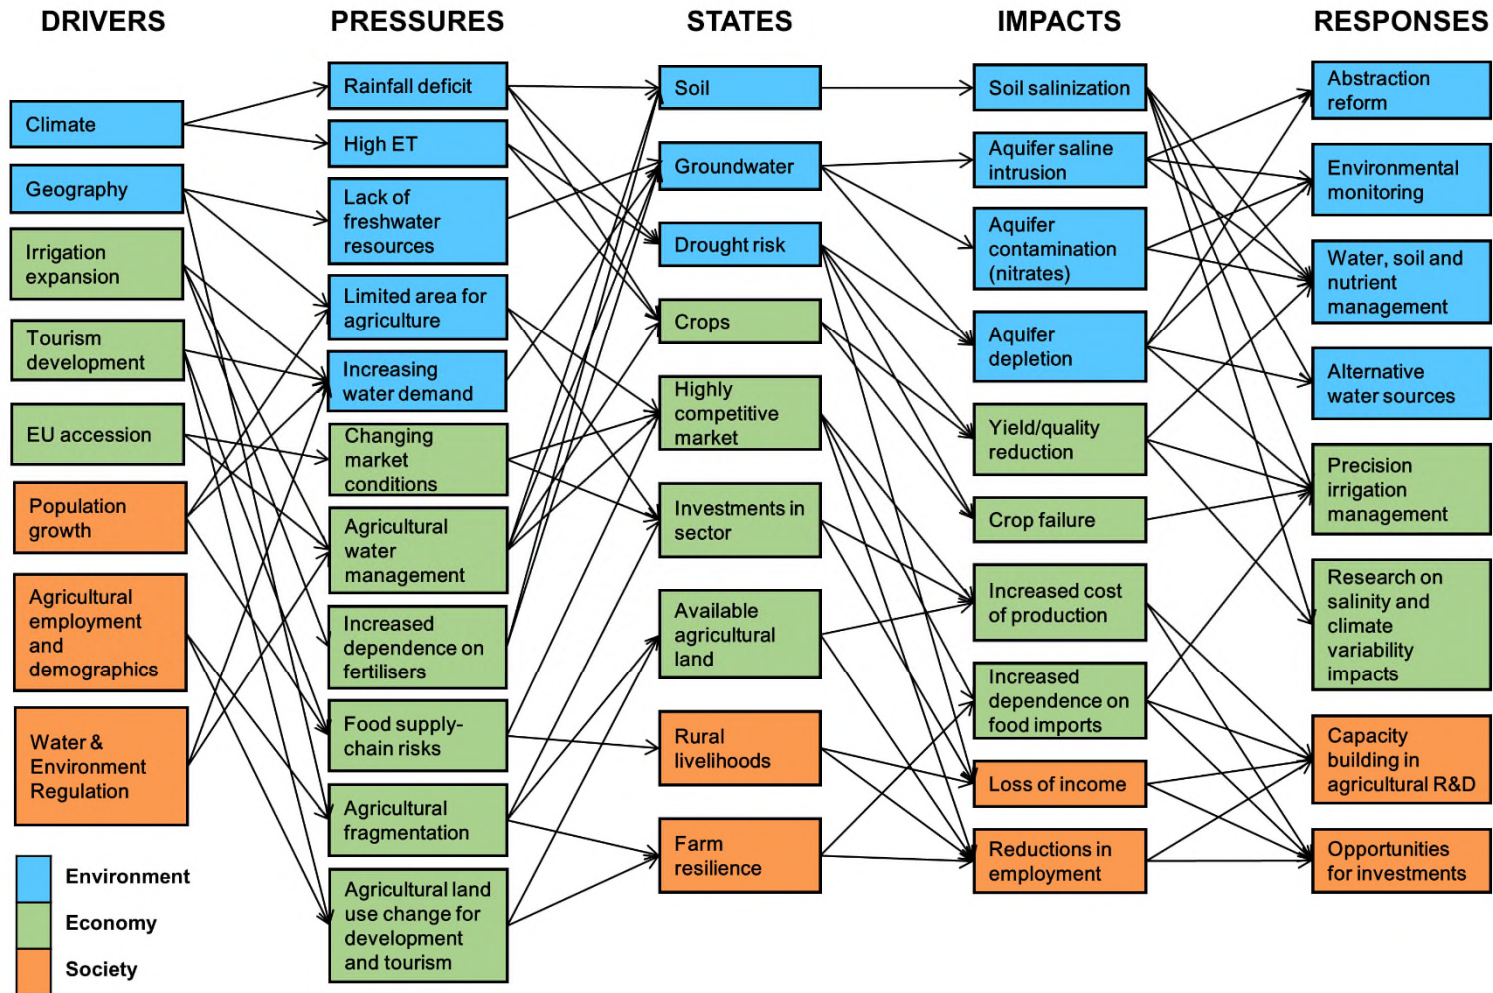 DRIVERS
PRESSURES
STATES
IMPACTS
RESPONSES
Climate
Geography
Irrigation
expansion
Tourism
development
EU accession
Population
growth
Agricultural
employment
and
demographics
Water &
Environment
Regulation
Rainfall deficit
High ET
Lack of
freshwater
resources
Limited area for
agriculture
Increasing
water demand
Changing
market
conditions
Agricultural
water
management
Increased
dependence on
fertilisers
Food supply-
chain risks
Agricultural
fragmentation
Agricultural land
use change for
development
and tourism
Soil
Groundwater
Drought risk
Crops
Highly
competitive
market
Investments in
sector
Available
agricultural
land
Rural
livelihoods
Farm
resilience
Soil salinization
Aquifer saline
intrusion
Aquifer
contamination
(nitrates)
Aquifer
depletion
Yield/quality
reduction
Crop failure
Increased cost
of production
Increased
dependence on
food imports
Loss of income
Reductions in
employment
Abstraction
reform
Environmental
monitoring
Water, soil and
nutrient
management
Alternative
water sources
Precision
irrigation
management
Research on
salinity and
climate
variability
impacts
Capacity
building in
agricultural R&D
Opportunities
for investments
Environment
Economy
Society